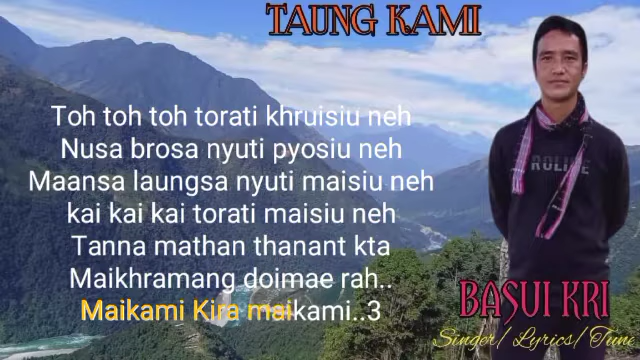 TAUNG KAMI
Toh toh toh torati khruisiu neh
Nusa brosa nyuti pyosiu neh
Maansa laungsa nyuti maisiu neh
kai kai kai torati maisiu neh
Tanna mathan thanant kta
Maikhramang doimae rah..
Maikami Kira maikami..3
BASUI KRI
Singer/ Lyrics/ Tune